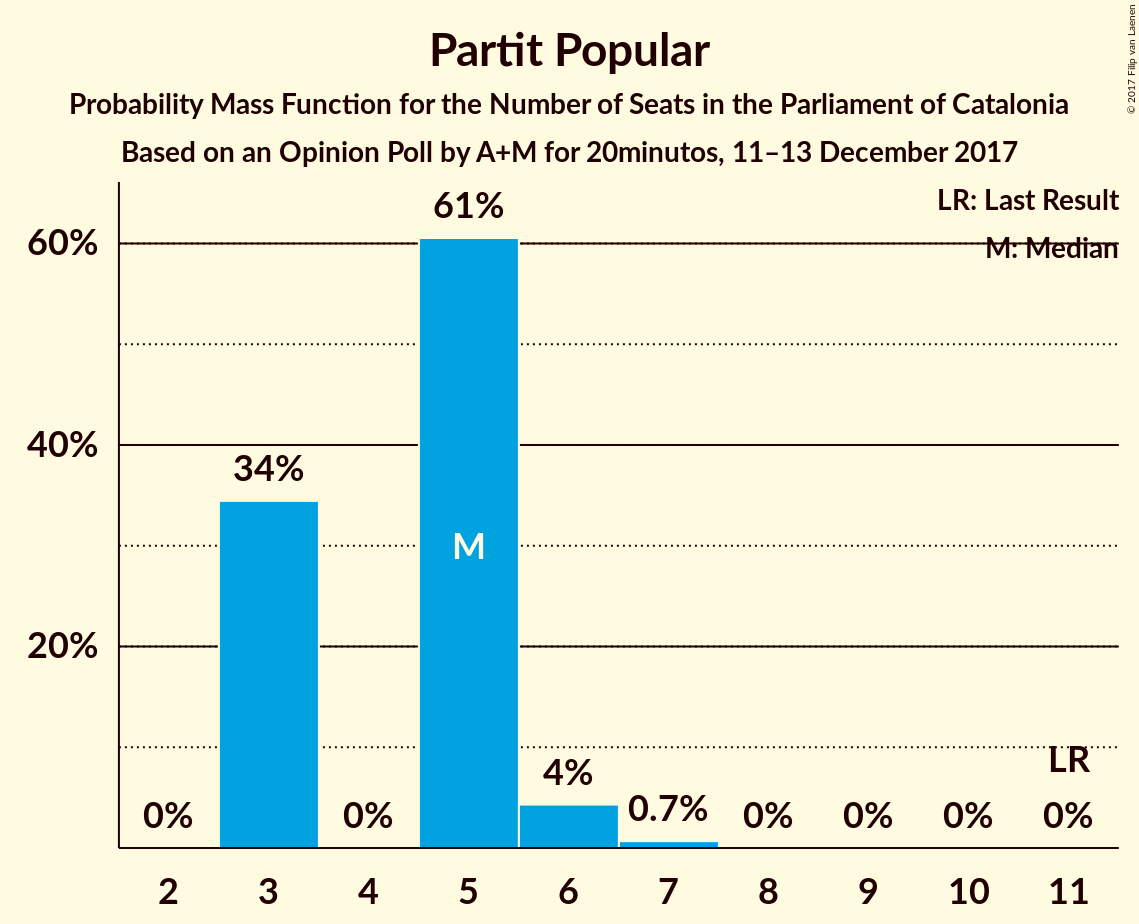 Partit Popular
Probability Mass Function for the Number of Seats in the Parliament of Catalonia
Based on an Opinion Poll by A+M for 20minutos, 11–13 December 2017
© 2017 Filip van Laenen
LR: Last Result
M: Median
60%
40%
20%
0%
34%
0%
61%
M
4%
0.7%
0%
0%
0%
LR
0%
2 3 4 5 6 7 8 9 10 11